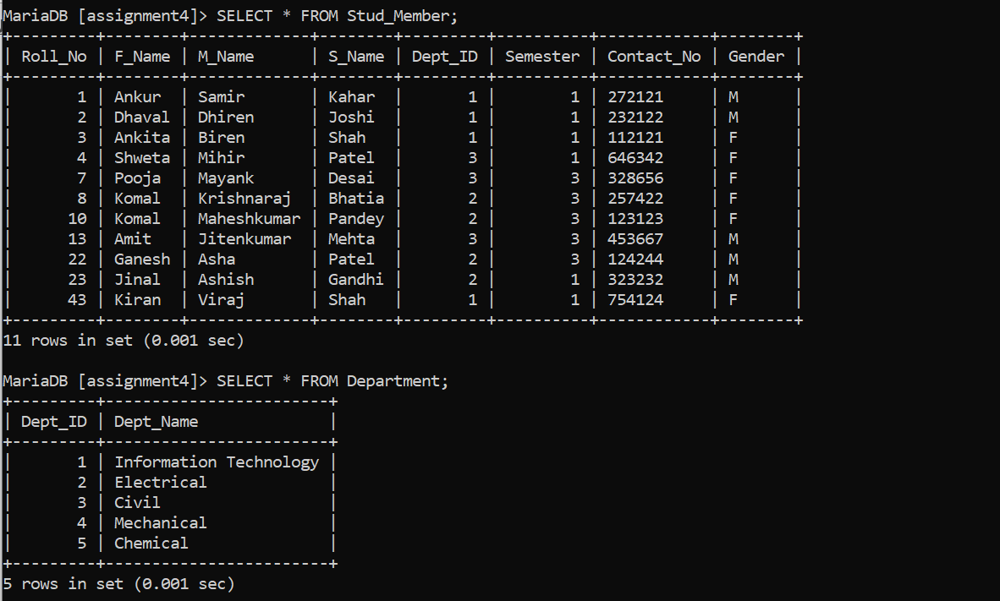 MariaDB [assignment4]> SELECT * FROM Stud_Member;
+---------+--------+-------------+--------+---------+----------+------------+--------+
| Roll_No | F_Name | M_Name      | S_Name | Dept_ID | Semester | Contact_No | Gender |
+---------+--------+-------------+--------+---------+----------+------------+--------+
|       1 | Ankur  | Samir       | Kahar  |       1 |        1 | 272121     | M      |
|       2 | Dhaval | Dhiren      | Joshi  |       1 |        1 | 232122     | M      |
|       3 | Ankita | Biren       | Shah   |       1 |        1 | 112121     | F      |
|       4 | Shweta | Mihir       | Patel  |       3 |        1 | 646342     | F      |
|       7 | Pooja  | Mayank      | Desai  |       3 |        3 | 328656     | F      |
|       8 | Komal  | Krishnaraj  | Bhatia |       2 |        3 | 257422     | F      |
|      10 | Komal  | Maheshkumar | Pandey |       2 |        3 | 123123     | F      |
|      13 | Amit   | Jitenkumar  | Mehta  |       3 |        3 | 453667     | M      |
|      22 | Ganesh | Asha        | Patel  |       2 |        3 | 124244     | M      |
|      23 | Jinal  | Ashish      | Gandhi |       2 |        1 | 323232     | M      |
|      43 | Kiran  | Viraj       | Shah   |       1 |        1 | 754124     | F      |
+---------+--------+-------------+--------+---------+----------+------------+--------+
11 rows in set (0.001 sec)
MariaDB [assignment4]> SELECT * FROM Department;
+---------+------------------------+
| Dept_ID | Dept_Name              |
+---------+------------------------+
|       1 | Information Technology |
|       2 | Electrical             |
|       3 | Civil                  |
|       4 | Mechanical             |
|       5 | Chemical               |
+---------+------------------------+
5 rows in set (0.001 sec)